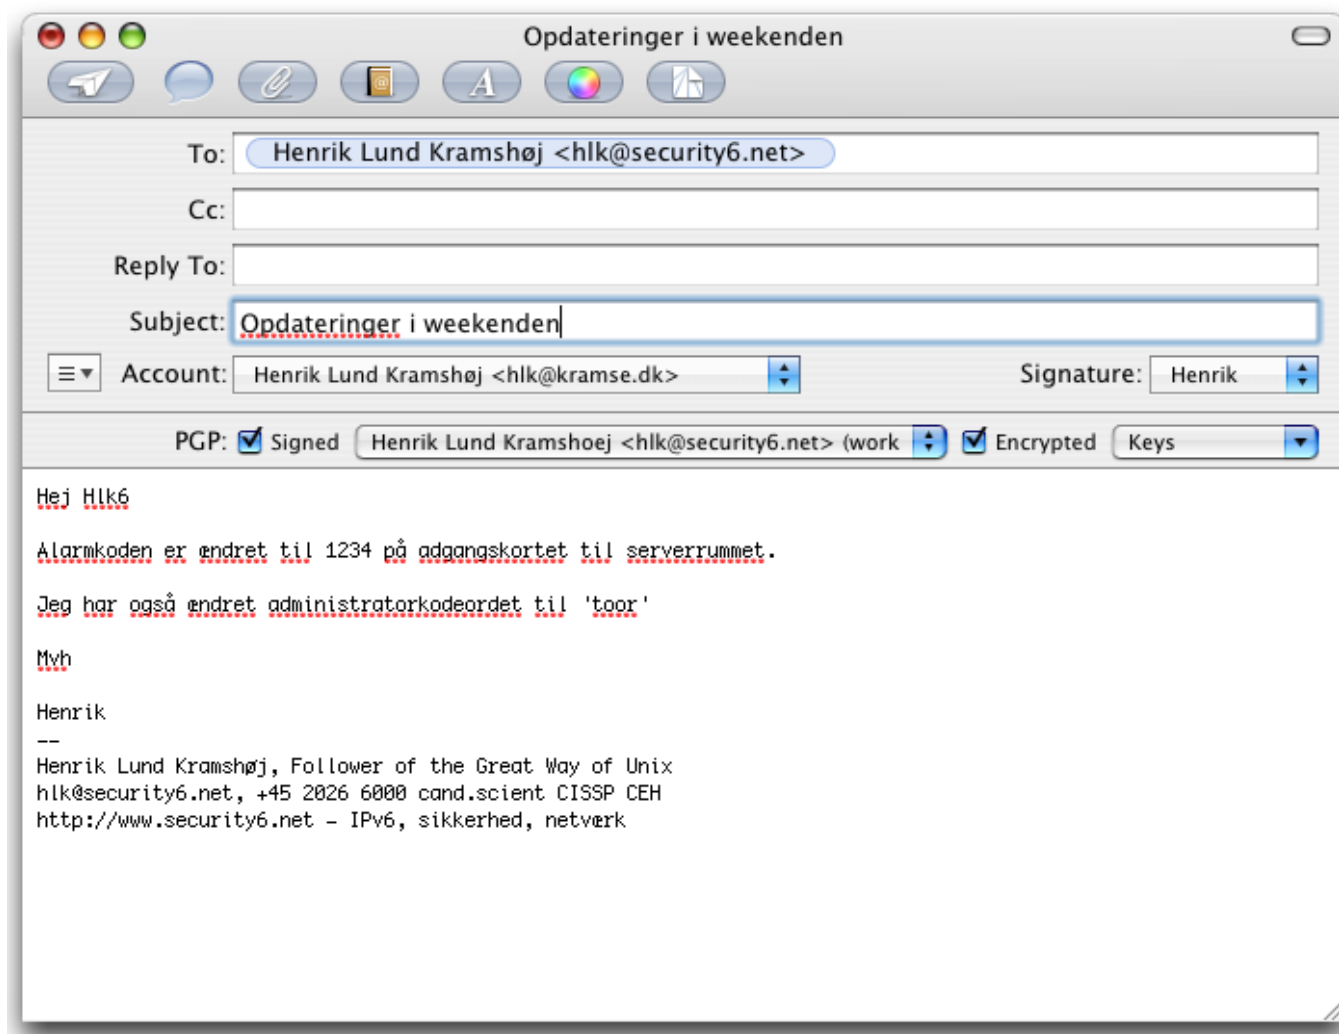 Opdateringer i weekenden
To: Henrik Lund Kramshøj <hlk@security6.net>
Cc:
Reply To:
Subject: Opdateringer i weekenden
Account: Henrik Lund Kramshøj <hlk@kramse.dk> Signature: Henrik
PGP: Signed Henrik Lund Kramshoej <hlk@security6.net> (work Encrypted Keys
Hej Hlk6
Alarmkoden er ændret til 1234 på adgangskortet til serverrummet.
Jeg har også ændret administratorkodeordet til 'toor'
Mvh
Henrik
--
Henrik Lund Kramshøj, Follower of the Great Way of Unix
hlk@security6.net, +45 2026 6000 cand.scient CISSP CEH
http://www.security6.net - IPv6, sikkerhed, netværk